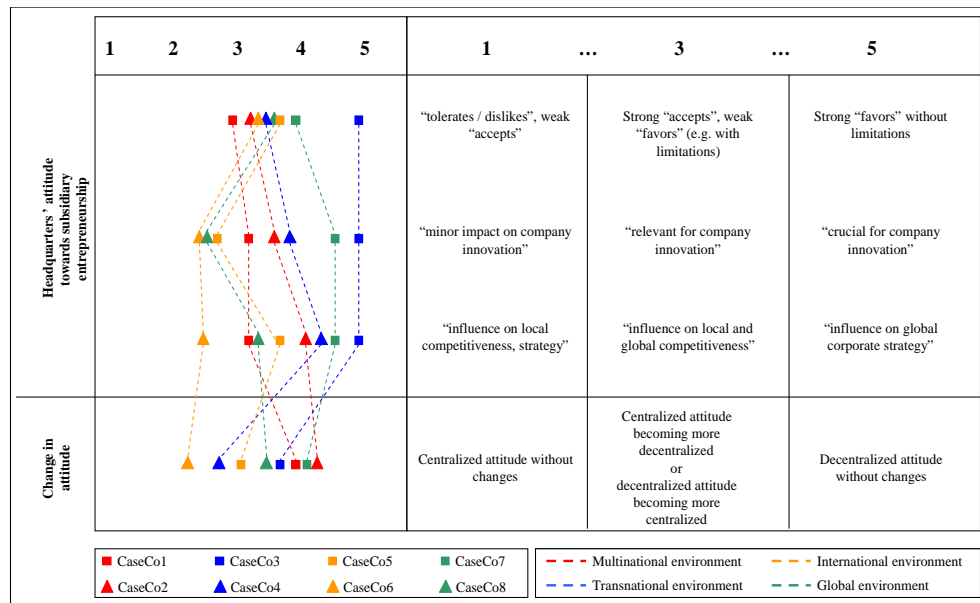 1 2 3 4 5 1 … 3 … 5
Headquarters’ attitude
towards subsidiary
entrepreneurship
“tolerates / dislikes”, weak
“accepts”
Strong “accepts”, weak
“favors” (e.g. with
limitations)
Strong “favors” without
limitations
“minor impact on company
innovation”
“relevant for company
innovation”
“crucial for company
innovation”
“influence on local
competitiveness, strategy”
“influence on local and
global competitiveness”
“influence on global
corporate strategy”
Change in
attitude
Centralized attitude without
changes
Centralized attitude
becoming more
decentralized
or
decentralized attitude
becoming more
centralized
Decentralized attitude
without changes
CaseCo1 CaseCo3 CaseCo5 CaseCo7
CaseCo2 CaseCo4 CaseCo6 CaseCo8
Multinational environment International environment
Transnational environment Global environment